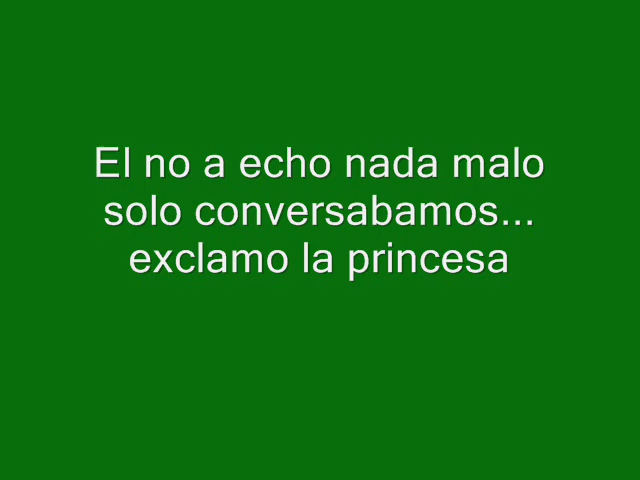 El no a echo nada malo
solo conversabamos...
exclamo la princesa